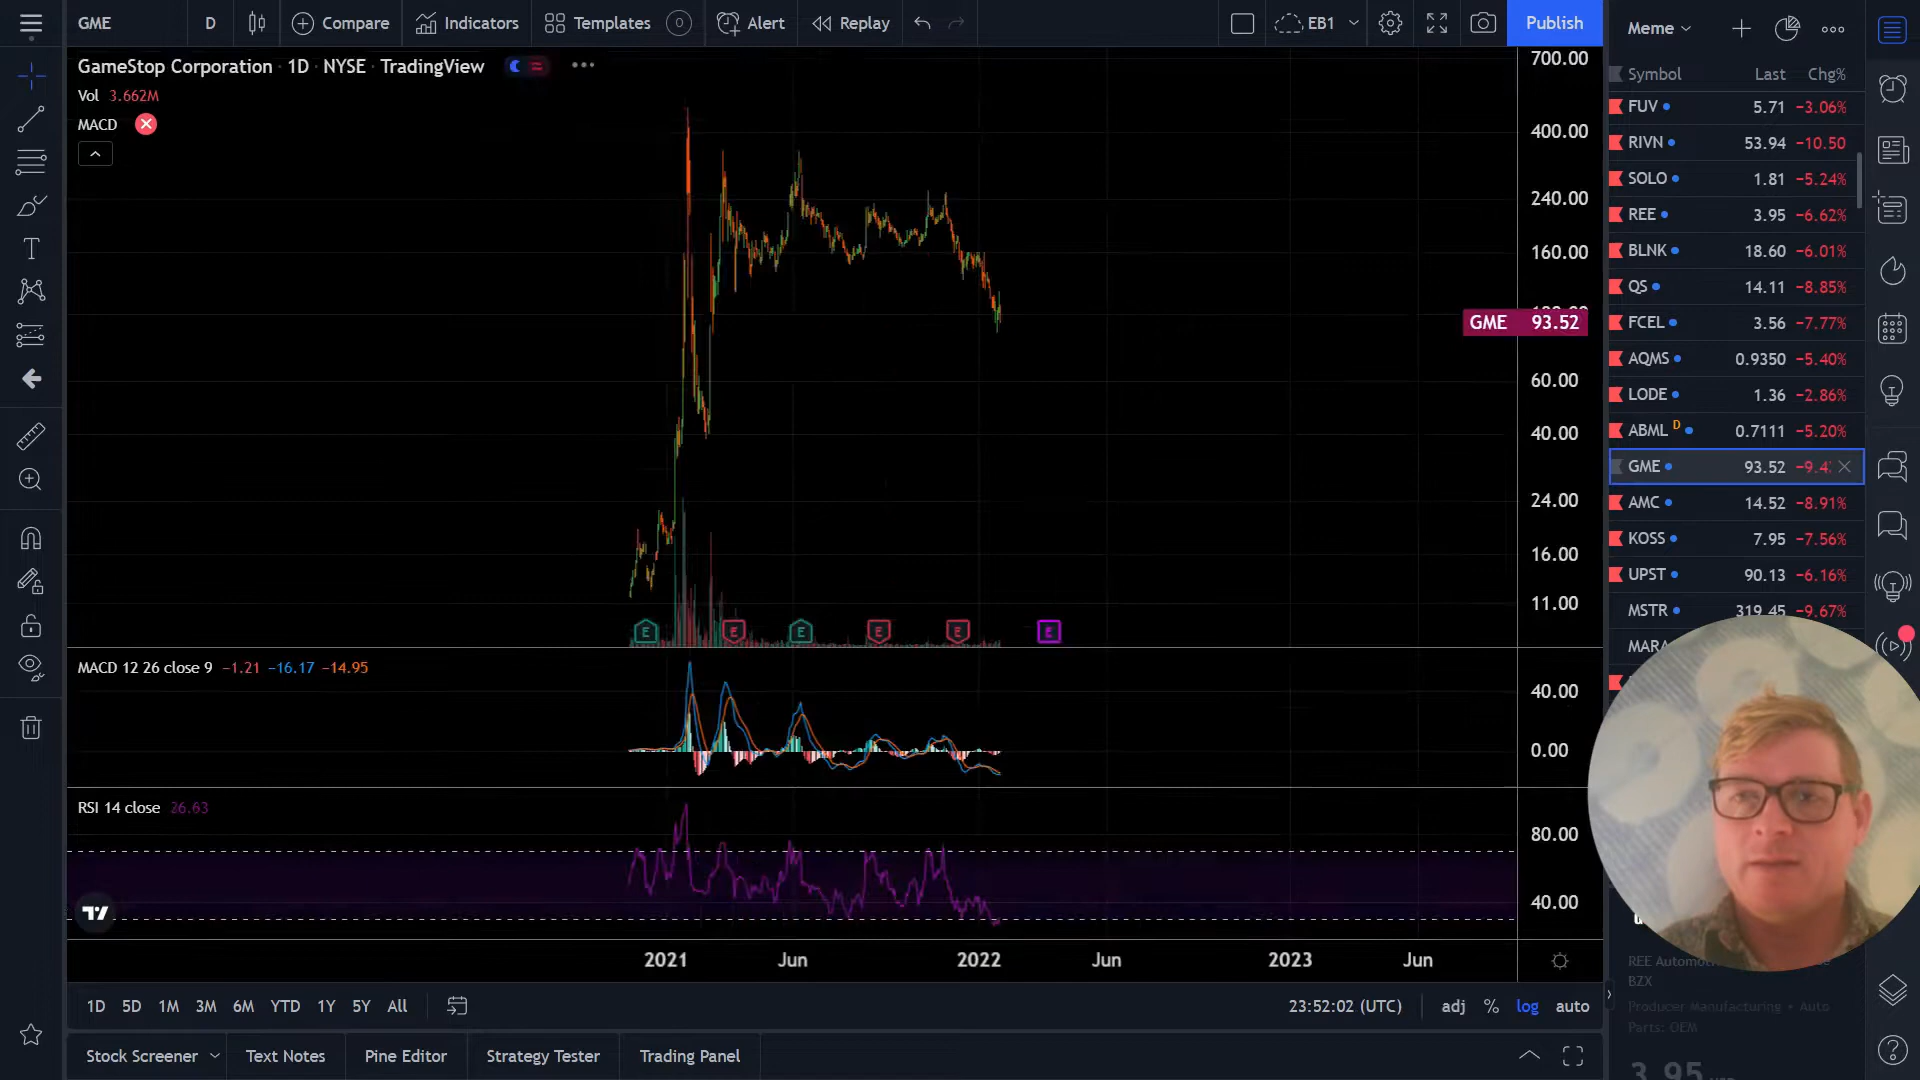 GME D Compare Indicators Templates Alert Replay EB1 Publish
GameStop Corporation · 1D · NYSE · TradingView
Vol 3.662M
MACD
700.00
400.00
240.00
160.00
GME 93.52
60.00
40.00
24.00
16.00
11.00
E E E E E E
MACD 12 26 close 9 −1.21 −16.17 −14.95
40.00
0.00
RSI 14 close 26.63
80.00
40.00
2021 Jun 2022 Jun 2023 Jun
1D 5D 1M 3M 6M YTD 1Y 5Y All 23:52:02 (UTC) adj % log auto
Stock Screener Text Notes Pine Editor Strategy Tester Trading Panel
Meme
Symbol Last Chg%
FUV 5.71 −3.06%
RIVN 53.94 −10.50
SOLO 1.81 −5.24%
REE 3.95 −6.62%
BLNK 18.60 −6.01%
QS 14.11 −8.85%
FCEL 3.56 −7.77%
AQMS 0.9350 −5.40%
LODE 1.36 −2.86%
ABML D 0.7111 −5.20%
GME 93.52 −9.4
AMC 14.52 −8.91%
KOSS 7.95 −7.56%
UPST 90.13 −6.16%
MSTR 319.45 −9.67%
MARA
REE
BZX
Producer Manufacturing • Auto
Parts: OEM
3.95